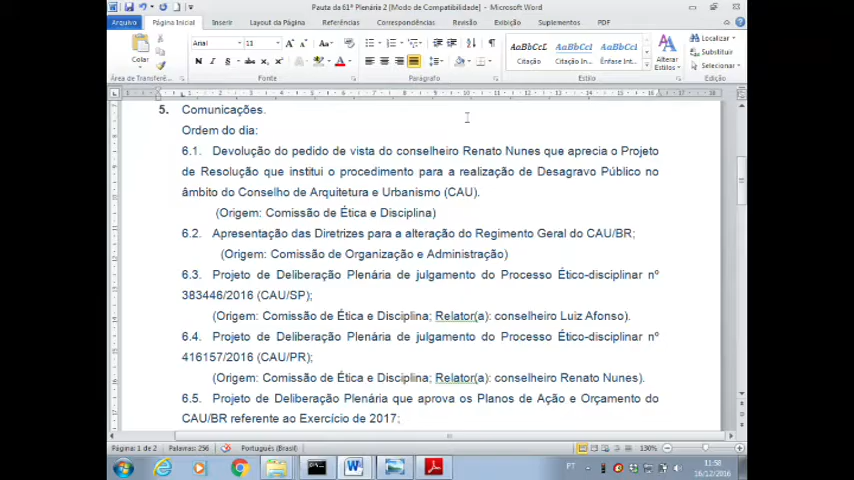 Pauta da 61ª Plenária 2 [Modo de Compatibilidade] - Microsoft Word
Arquivo Página Inicial Inserir Layout da Página Referências Correspondências Revisão Exibição Suplementos PDF
Arial 11 Localizar
Colar AaBbCcL AaBbCcI AaBbCcI Alterar Estilos Substituir
Citação Citação In... Ênfase Int... Selecionar
Área de Transferê... Fonte Parágrafo Estilo Edição
5. Comunicações.
Ordem do dia:
6.1. Devolução do pedido de vista do conselheiro Renato Nunes que aprecia o Projeto
de Resolução que institui o procedimento para a realização de Desagravo Público no
âmbito do Conselho de Arquitetura e Urbanismo (CAU).
(Origem: Comissão de Ética e Disciplina)
6.2. Apresentação das Diretrizes para a alteração do Regimento Geral do CAU/BR;
(Origem: Comissão de Organização e Administração)
6.3. Projeto de Deliberação Plenária de julgamento do Processo Ético-disciplinar nº
383446/2016 (CAU/SP);
(Origem: Comissão de Ética e Disciplina; Relator(a): conselheiro Luiz Afonso).
6.4. Projeto de Deliberação Plenária de julgamento do Processo Ético-disciplinar nº
416157/2016 (CAU/PR);
(Origem: Comissão de Ética e Disciplina; Relator(a): conselheiro Renato Nunes).
6.5. Projeto de Deliberação Plenária que aprova os Planos de Ação e Orçamento do
CAU/BR referente ao Exercício de 2017;
Página: 1 de 2 Palavras: 256 Português (Brasil) 130%
PT 11:58
16/12/2016